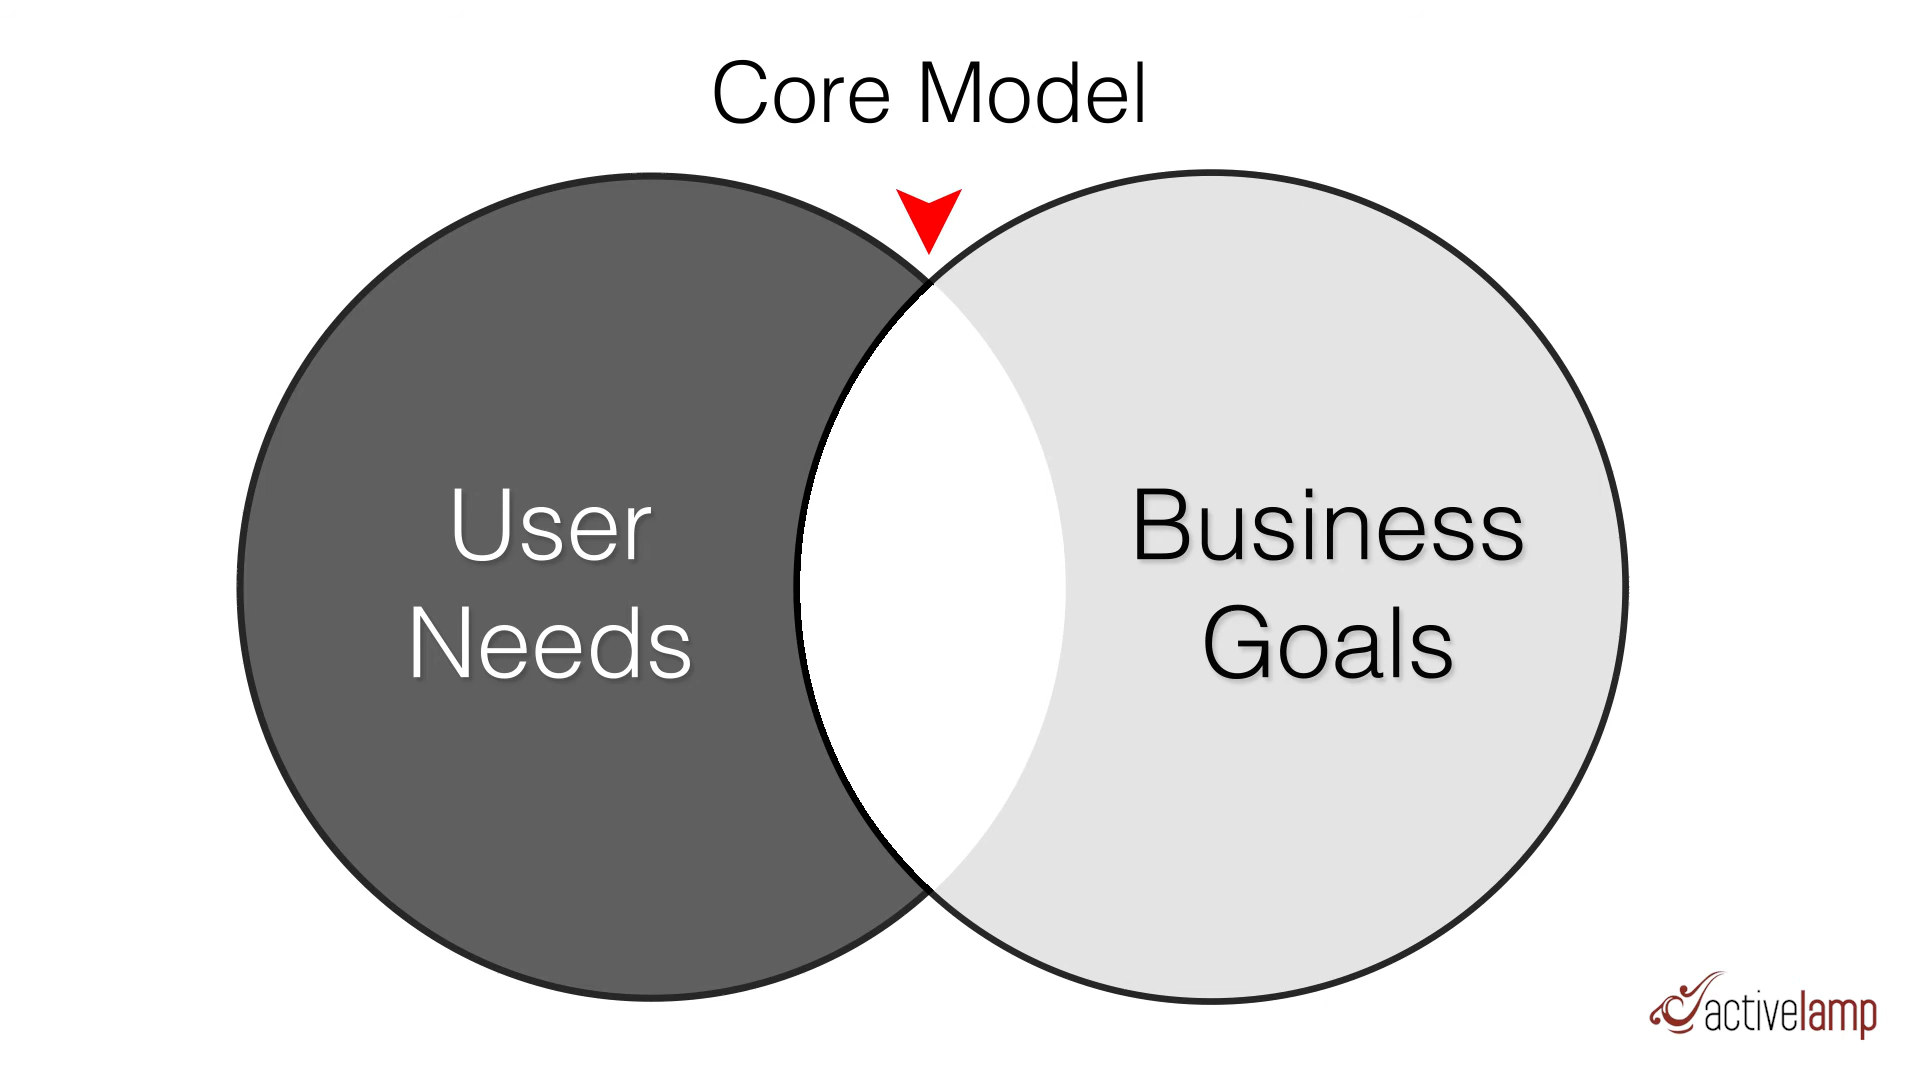 Core Model
User
Needs
Business
Goals
activelamp